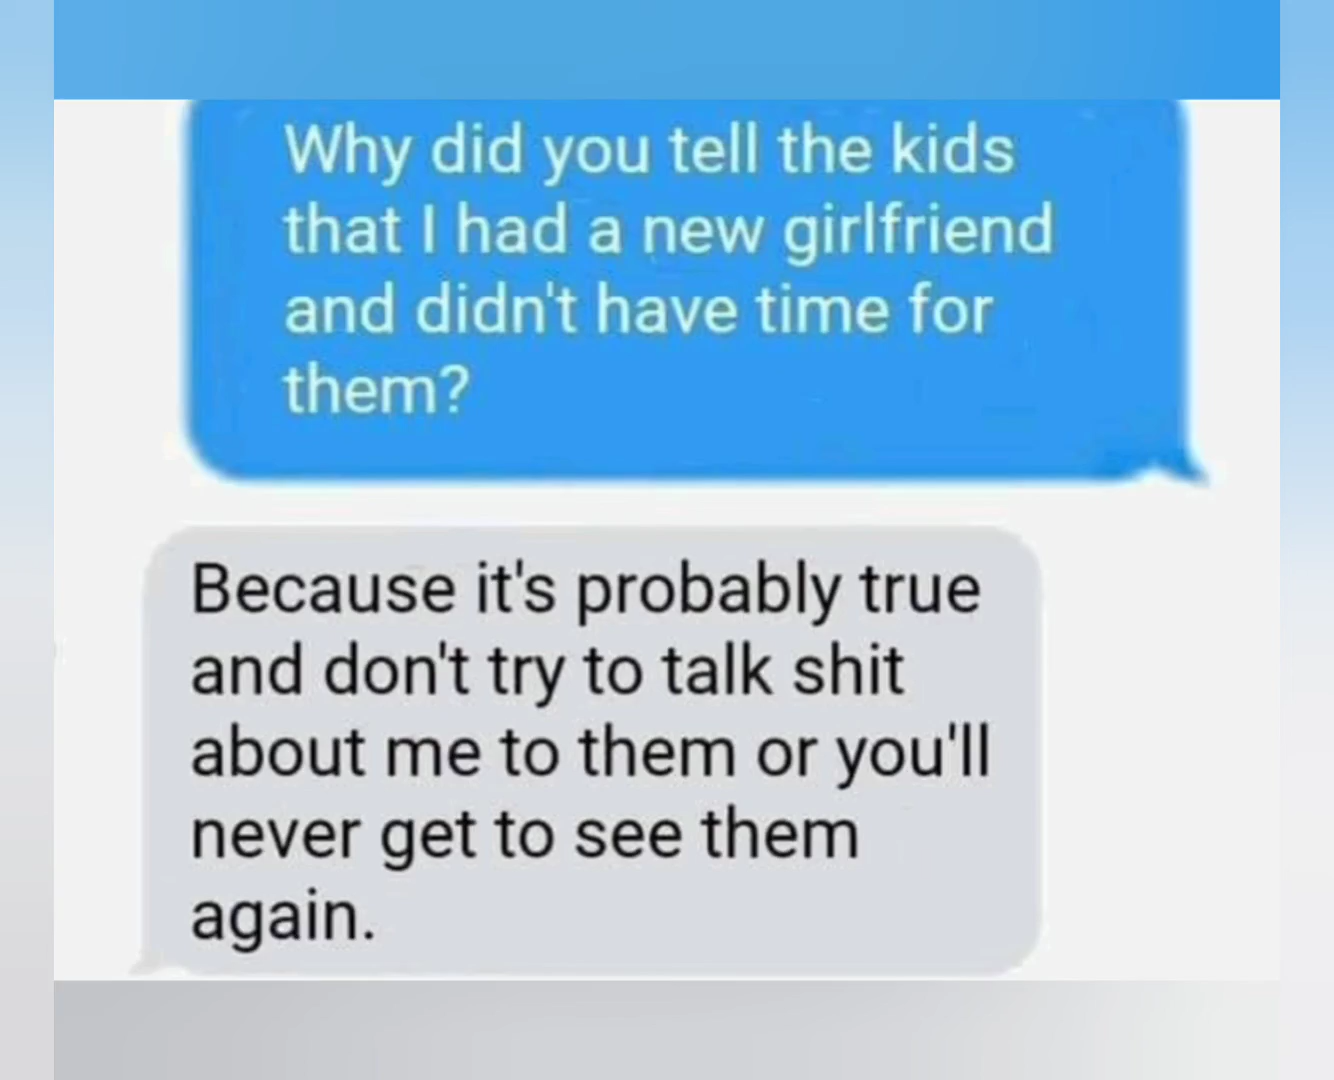 Why did you tell the kids
that I had a new girlfriend
and didn't have time for
them?
Because it's probably true
and don't try to talk shit
about me to them or you'll
never get to see them
again.